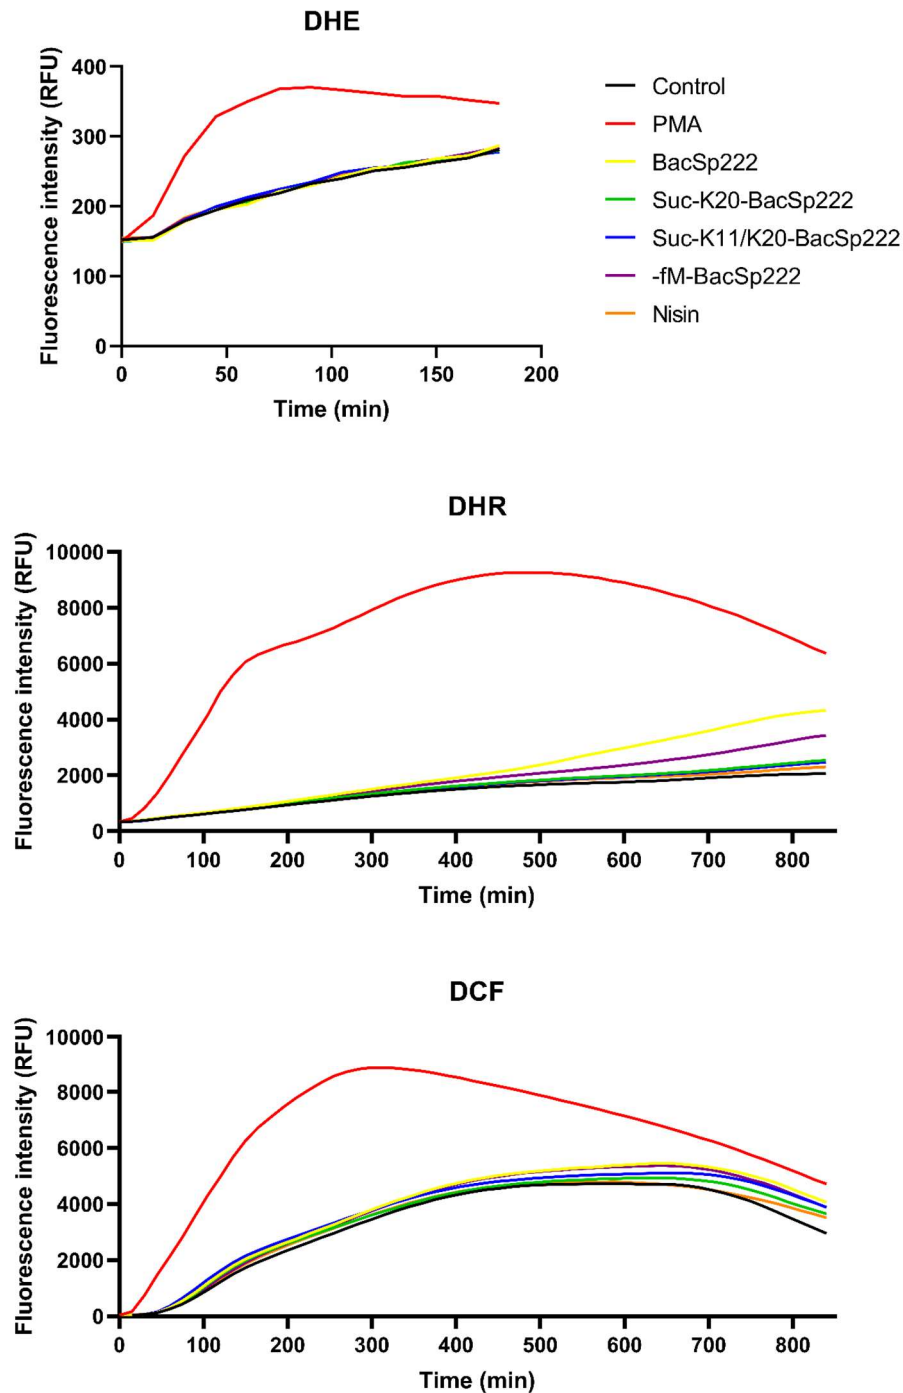 DHE
Fluorescence intensity (RFU)
400
300
200
100
0
0 50 100 150 200
Time (min)
Control
PMA
BacSp222
Suc-K20-BacSp222
Suc-K11/K20-BacSp222
-fM-BacSp222
Nisin
DHR
Fluorescence intensity (RFU)
10000
8000
6000
4000
2000
0
0 100 200 300 400 500 600 700 800
Time (min)
DCF
Fluorescence intensity (RFU)
10000
8000
6000
4000
2000
0
0 100 200 300 400 500 600 700 800
Time (min)